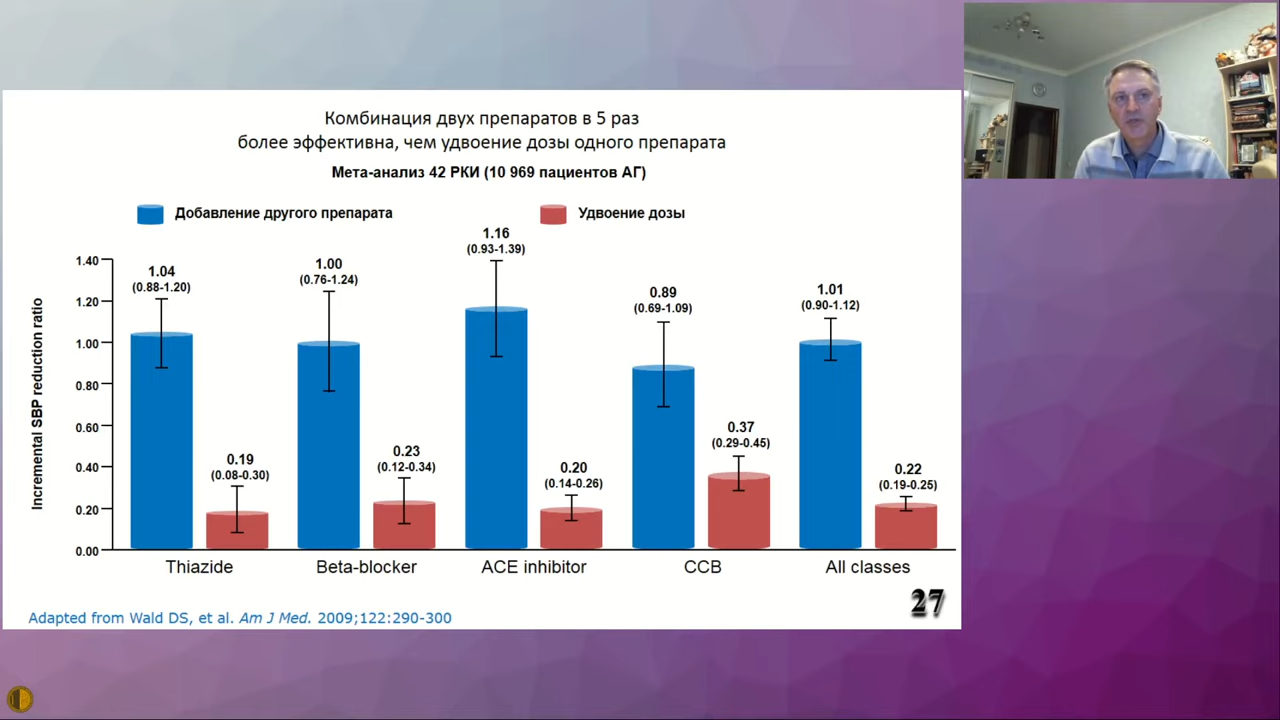 Комбинация двух препаратов в 5 раз
более эффективна, чем удвоение дозы одного препарата
Мета-анализ 42 РКИ (10 969 пациентов АГ)
Добавление другого препарата
Удвоение дозы
Incremental SBP reduction ratio
1.40
1.20
1.00
0.80
0.60
0.40
0.20
0.00
1.04
(0.88-1.20)
0.19
(0.08-0.30)
1.00
(0.76-1.24)
0.23
(0.12-0.34)
1.16
(0.93-1.39)
0.20
(0.14-0.26)
0.89
(0.69-1.09)
0.37
(0.29-0.45)
1.01
(0.90-1.12)
0.22
(0.19-0.25)
Thiazide
Beta-blocker
ACE inhibitor
CCB
All classes
27
Adapted from Wald DS, et al. Am J Med. 2009;122:290-300